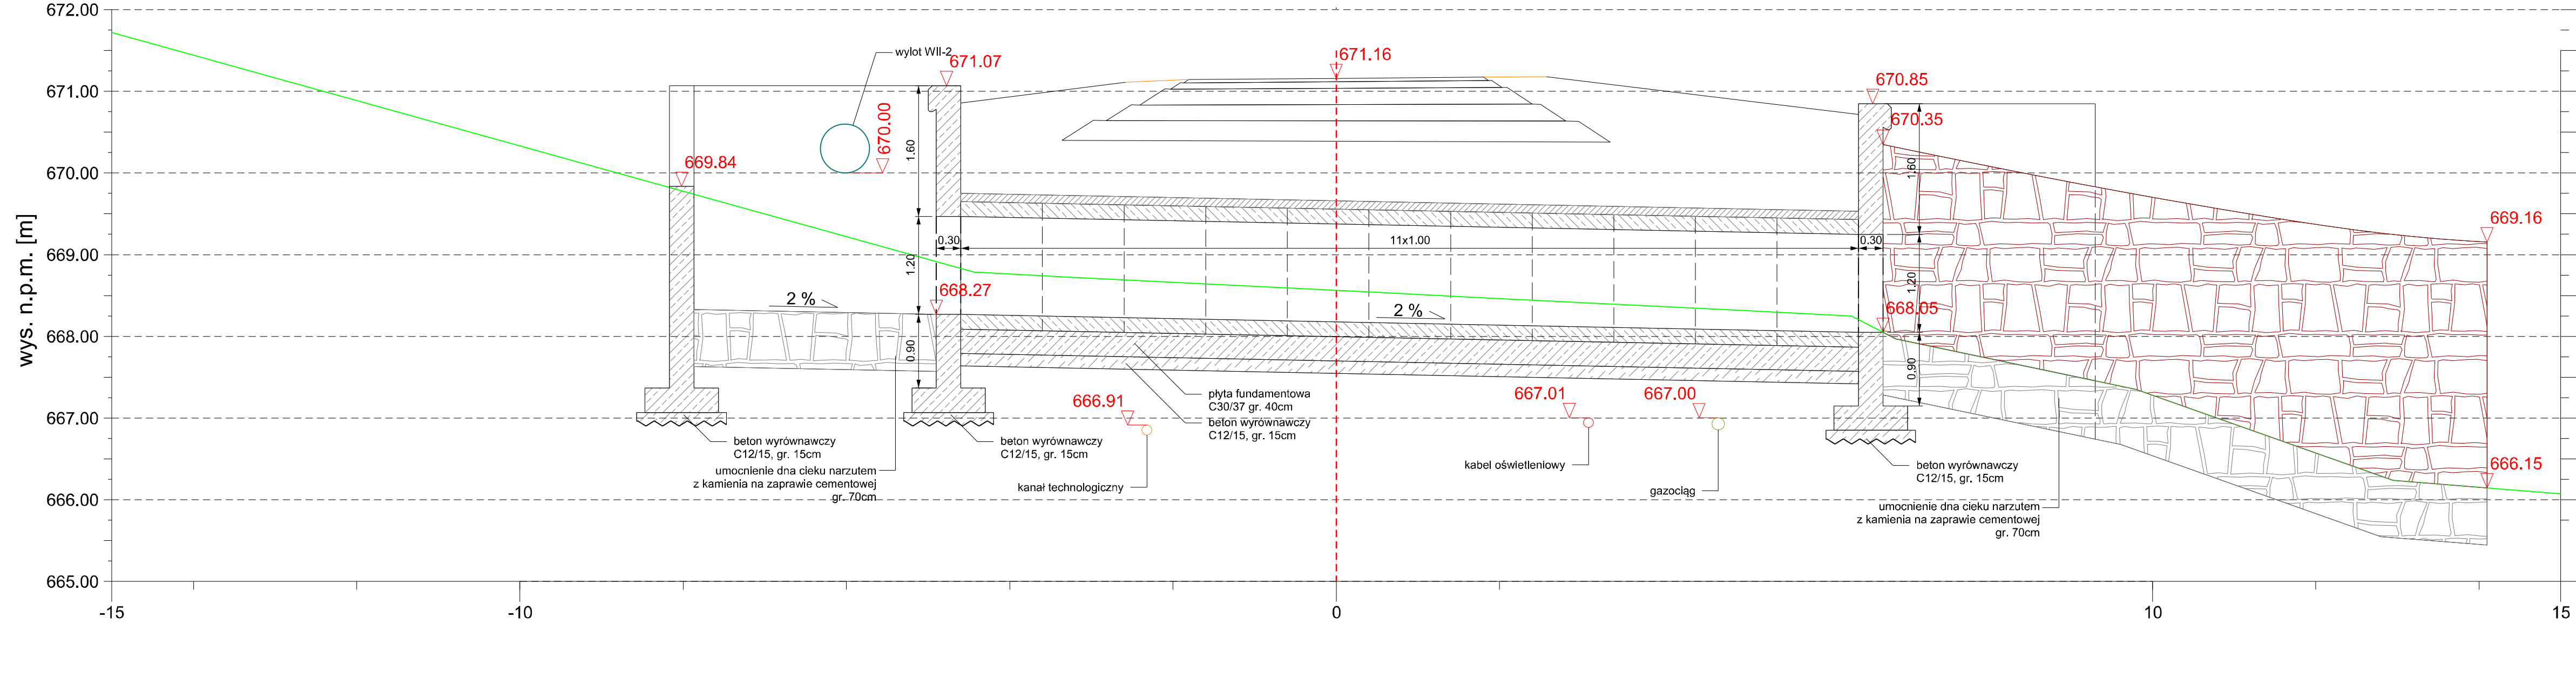 672.00
671.00
670.00
669.00
668.00
667.00
666.00
665.00
wys. n.p.m. [m]
-15
-10
0
10
15
wylot WII-2
671.07
671.16
670.85
670.35
670.00
669.84
669.16
1.60
1.60
0.30
11x1.00
0.30
1.20
1.20
668.27
668.05
2 %
2 %
0.90
0.90
płyta fundamentowa
C30/37 gr. 40cm
beton wyrównawczy
C12/15, gr. 15cm
666.91
667.01
667.00
beton wyrównawczy
C12/15, gr. 15cm
beton wyrównawczy
C12/15, gr. 15cm
umocnienie dna cieku narzutem
z kamienia na zaprawie cementowej
gr. 70cm
kanał technologiczny
kabel oświetleniowy
gazociąg
beton wyrównawczy
C12/15, gr. 15cm
umocnienie dna cieku narzutem
z kamienia na zaprawie cementowej
gr. 70cm
666.15